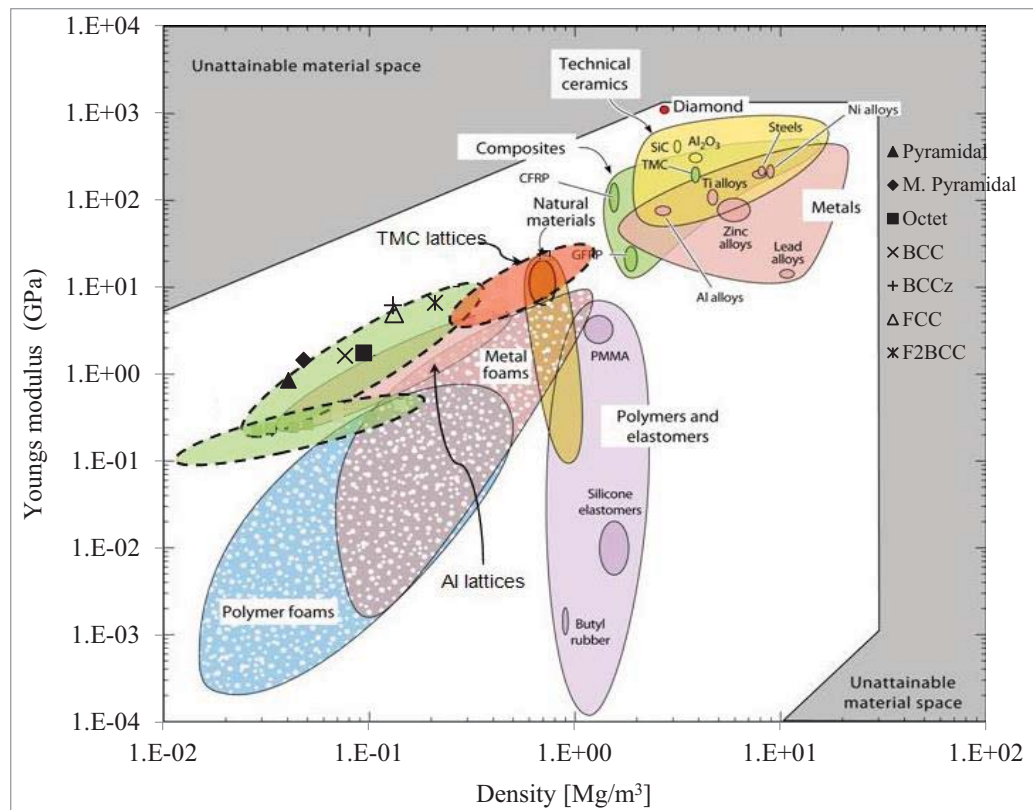 1.E+04
1.E+03
1.E+02
1.E+01
1.E+00
1.E-01
1.E-02
1.E-03
1.E-04
Youngs modulus (GPa)
1.E-02
1.E-01
1.E+00
1.E+01
1.E+02
Density [Mg/m³]
Unattainable material space
Technical
ceramics
Diamond
Ni alloys
Steels
Composites
SiC
Al₂O₃
TMC
CFRP
Ti alloys
Natural
materials
Metals
TMC lattices
Zinc
alloys
Lead
alloys
GFRP
Al alloys
Metal
foams
PMMA
Polymers and
elastomers
Silicone
elastomers
Al lattices
Polymer foams
Butyl
rubber
Unattainable
material space
Pyramidal
M. Pyramidal
Octet
BCC
BCCz
FCC
F2BCC